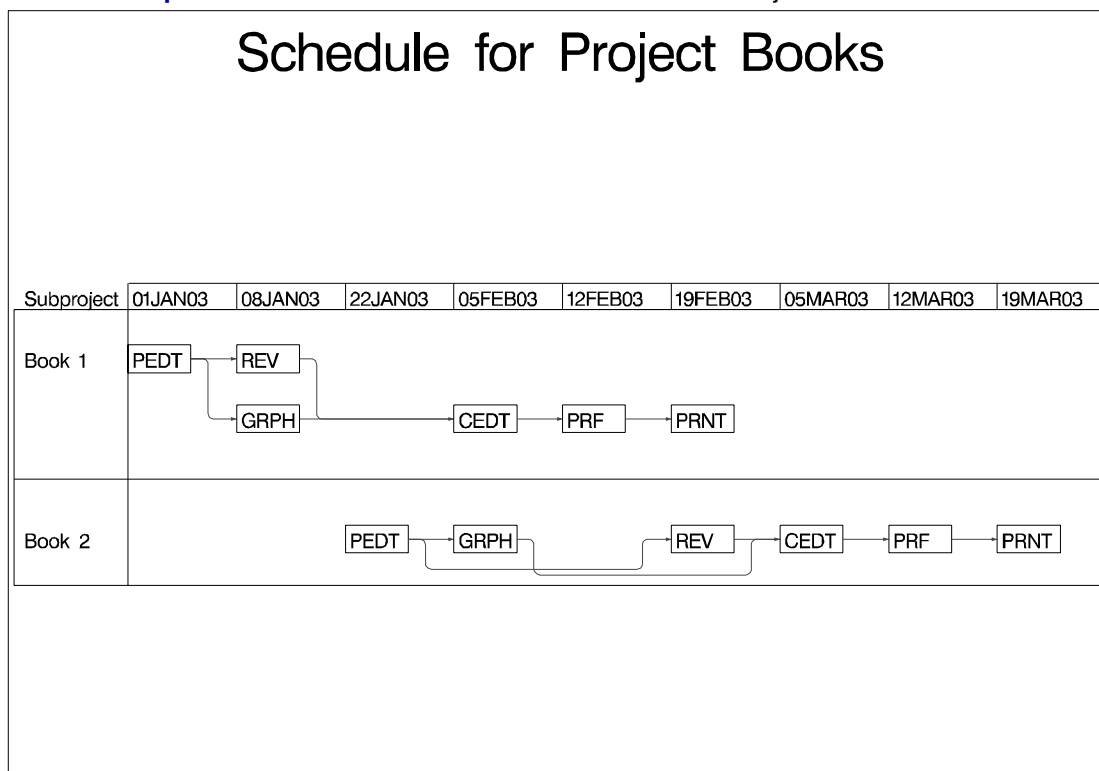 Schedule for Project Books
Subproject 01JAN03 08JAN03 22JAN03 05FEB03 12FEB03 19FEB03 05MAR03 12MAR03 19MAR03
Book 1 PEDT REV
GRPH CEDT PRF PRNT
Book 2 PEDT GRPH REV CEDT PRF PRNT